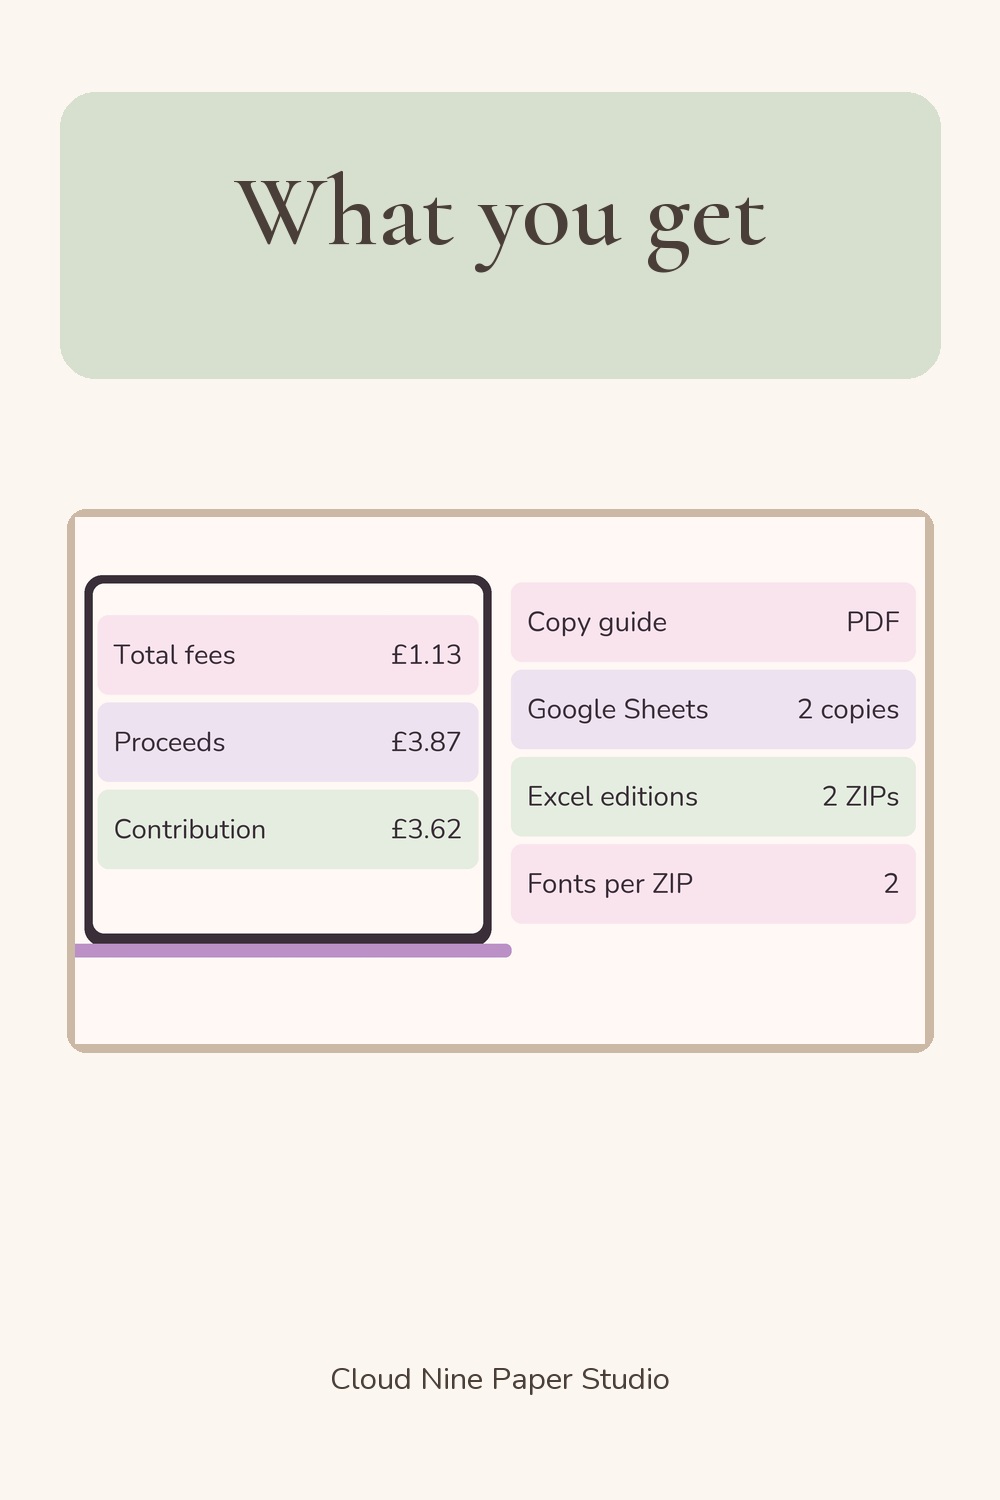 What you get
Total fees £1.13
Proceeds £3.87
Contribution £3.62
Copy guide PDF
Google Sheets 2 copies
Excel editions 2 ZIPs
Fonts per ZIP 2
Cloud Nine Paper Studio